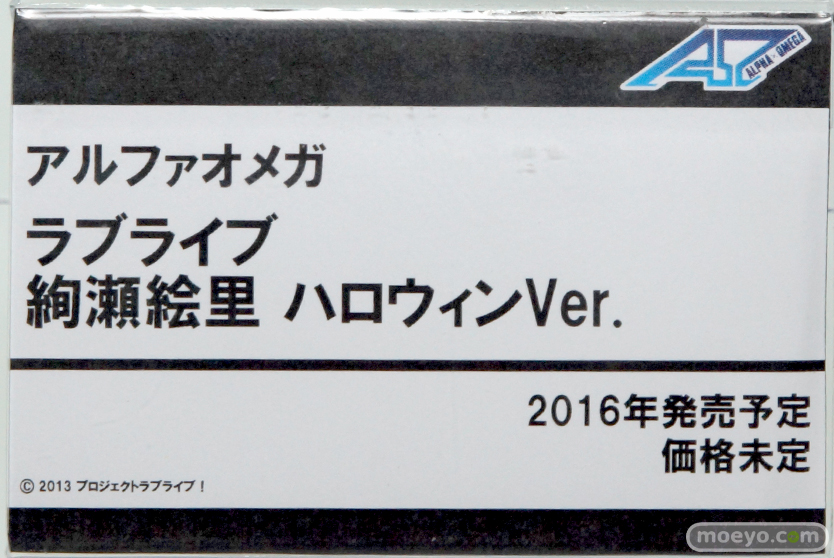 ALPHA×OMEGA
アルファオメガ
ラブライブ
絢瀬絵里 ハロウィンVer.
2016年発売予定
価格未定
© 2013 プロジェクトラブライブ！
moeyo.com